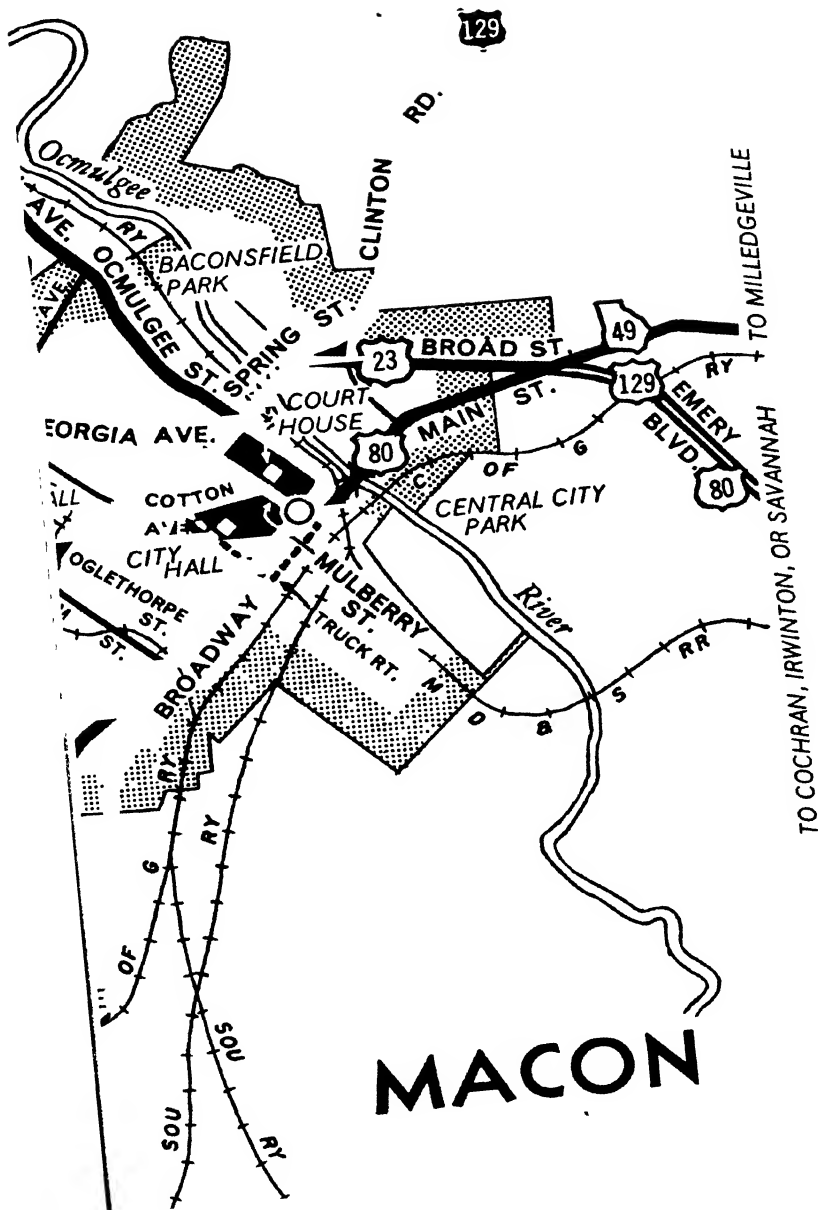 129
CLINTON RD.
Ocmulgee
RY
AVE.
OCMULGEE ST.
AVE.
BACONSFIELD
PARK
SPRING ST.
TO MILLEDGEVILLE
49
23
BROAD ST.
129
RY
EMERY
BLVD.
80
COURT
HOUSE
MAIN ST.
80
C OF G
EORGIA AVE.
COTTON
AVE
CENTRAL CITY
PARK
CITY
HALL
OGLETHORPE
ST.
ST.
MULBERRY
ST.
TRUCK RT.
BROADWAY
River
M D & S RR
TO COCHRAN, IRWINTON, OR SAVANNAH
RY
RY
G
OF
SOU
SOU
RY
MACON